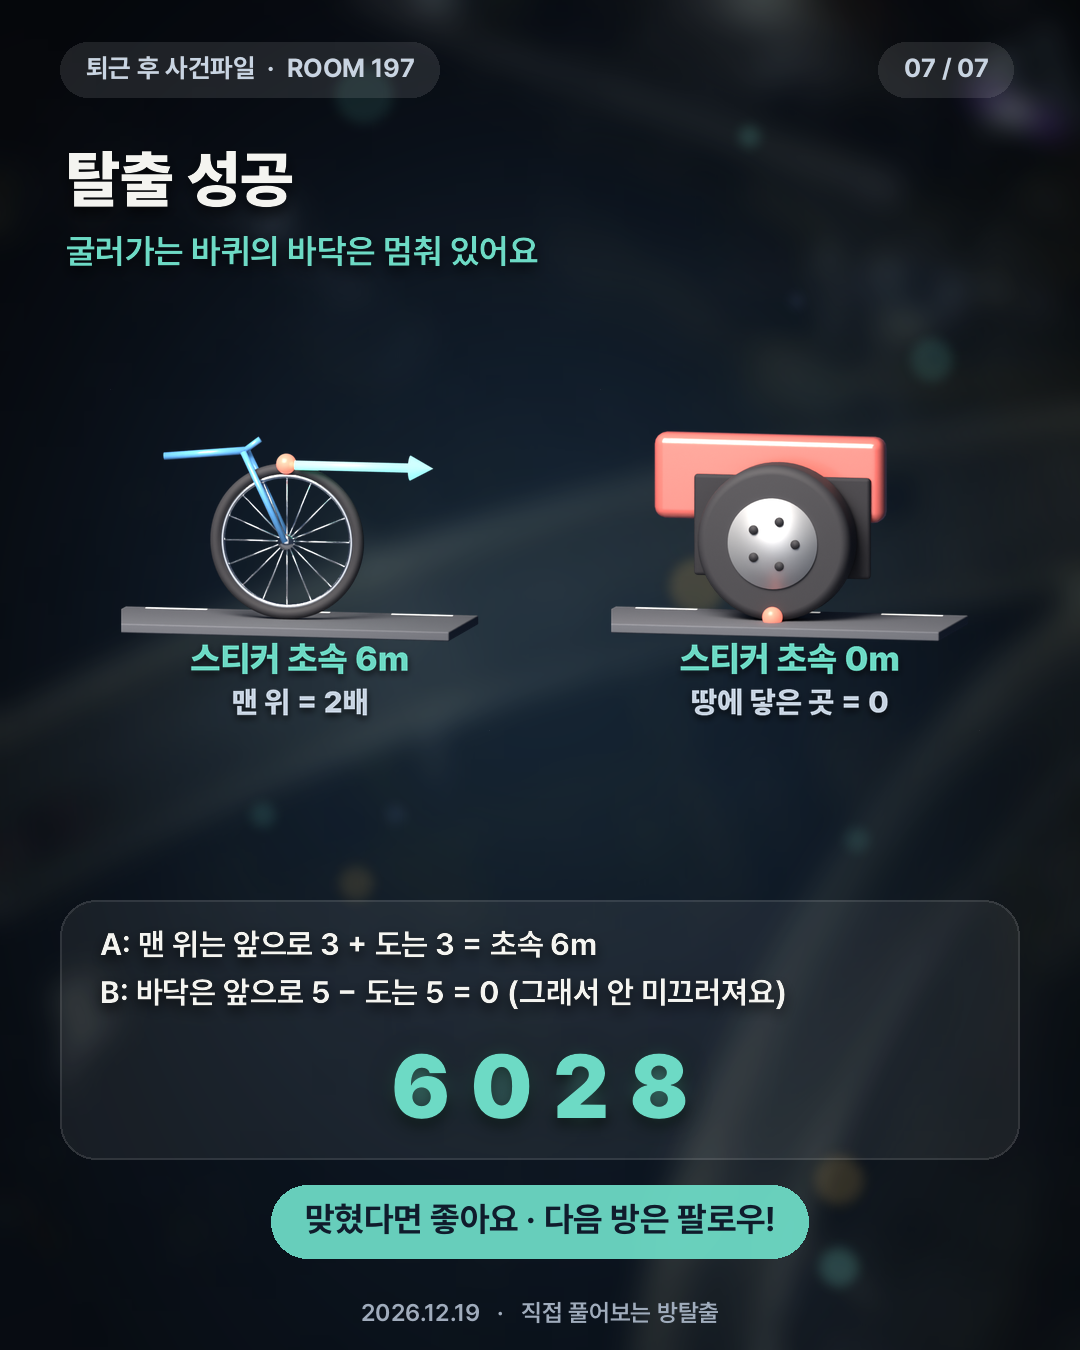 퇴근 후 사건파일 · ROOM 197
07 / 07
탈출 성공
굴러가는 바퀴의 바닥은 멈춰 있어요
스티커 초속 6m
맨 위 = 2배
스티커 초속 0m
땅에 닿은 곳 = 0
A: 맨 위는 앞으로 3 + 도는 3 = 초속 6m
B: 바닥은 앞으로 5 − 도는 5 = 0 (그래서 안 미끄러져요)
6 0 2 8
맞혔다면 좋아요 · 다음 방은 팔로우!
2026.12.19 · 직접 풀어보는 방탈출